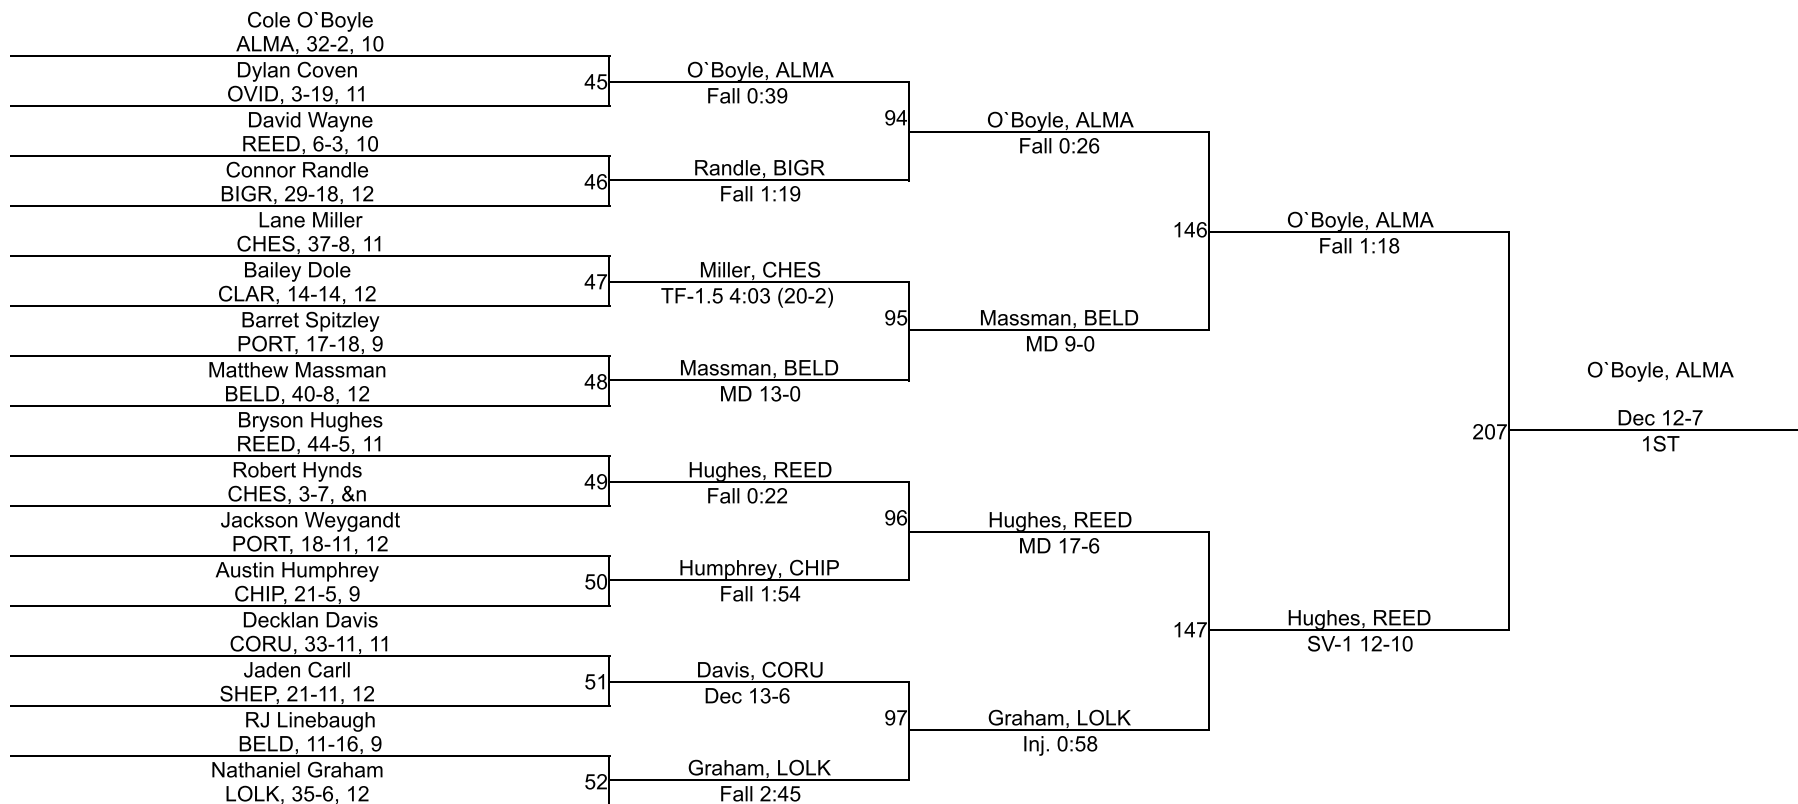 Cole O`Boyle
ALMA, 32-2, 10
Dylan Coven
OVID, 3-19, 11
David Wayne
REED, 6-3, 10
Connor Randle
BIGR, 29-18, 12
Lane Miller
CHES, 37-8, 11
Bailey Dole
CLAR, 14-14, 12
Barret Spitzley
PORT, 17-18, 9
Matthew Massman
BELD, 40-8, 12
Bryson Hughes
REED, 44-5, 11
Robert Hynds
CHES, 3-7, &n
Jackson Weygandt
PORT, 18-11, 12
Austin Humphrey
CHIP, 21-5, 9
Decklan Davis
CORU, 33-11, 11
Jaden Carll
SHEP, 21-11, 12
RJ Linebaugh
BELD, 11-16, 9
Nathaniel Graham
LOLK, 35-6, 12
45
O`Boyle, ALMA
Fall 0:39
46
Randle, BIGR
Fall 1:19
47
Miller, CHES
TF-1.5 4:03 (20-2)
48
Massman, BELD
MD 13-0
49
Hughes, REED
Fall 0:22
50
Humphrey, CHIP
Fall 1:54
51
Davis, CORU
Dec 13-6
52
Graham, LOLK
Fall 2:45
94
O`Boyle, ALMA
Fall 0:26
95
Massman, BELD
MD 9-0
96
Hughes, REED
MD 17-6
97
Graham, LOLK
Inj. 0:58
146
O`Boyle, ALMA
Fall 1:18
147
Hughes, REED
SV-1 12-10
207
O`Boyle, ALMA
Dec 12-7
1ST